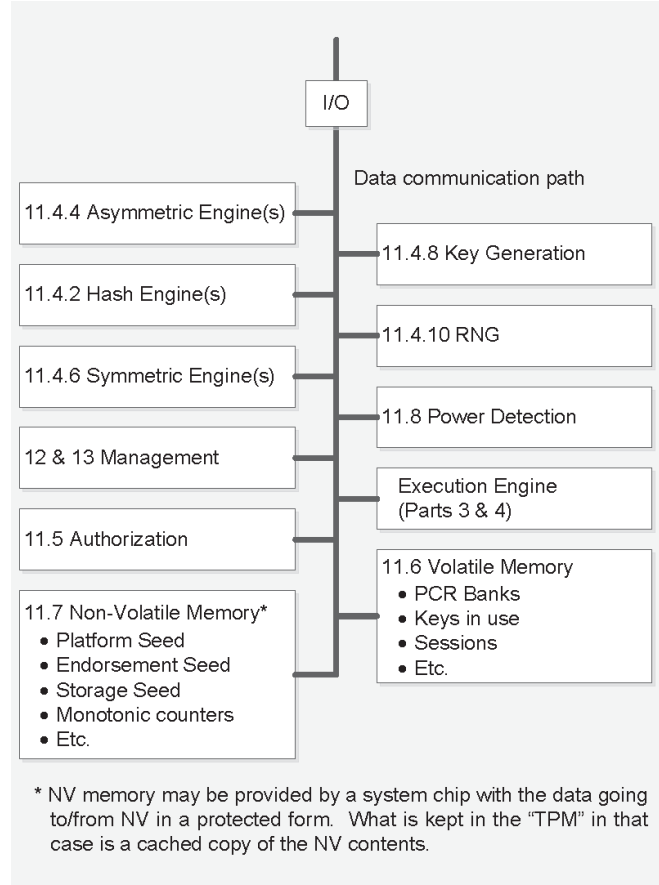 I/O
Data communication path
11.4.4 Asymmetric Engine(s)
11.4.8 Key Generation
11.4.2 Hash Engine(s)
11.4.10 RNG
11.4.6 Symmetric Engine(s)
11.8 Power Detection
12 & 13 Management
Execution Engine
(Parts 3 & 4)
11.5 Authorization
11.6 Volatile Memory
• PCR Banks
• Keys in use
• Sessions
• Etc.
11.7 Non-Volatile Memory*
• Platform Seed
• Endorsement Seed
• Storage Seed
• Monotonic counters
• Etc.
* NV memory may be provided by a system chip with the data going
to/from NV in a protected form. What is kept in the “TPM” in that
case is a cached copy of the NV contents.